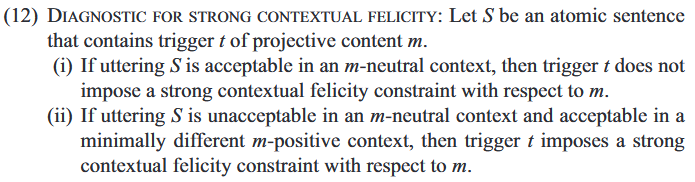 (12) DIAGNOSTIC FOR STRONG CONTEXTUAL FELICITY: Let S be an atomic sentence
that contains trigger t of projective content m.
(i) If uttering S is acceptable in an m-neutral context, then trigger t does not
impose a strong contextual felicity constraint with respect to m.
(ii) If uttering S is unacceptable in an m-neutral context and acceptable in a
minimally different m-positive context, then trigger t imposes a strong
contextual felicity constraint with respect to m.